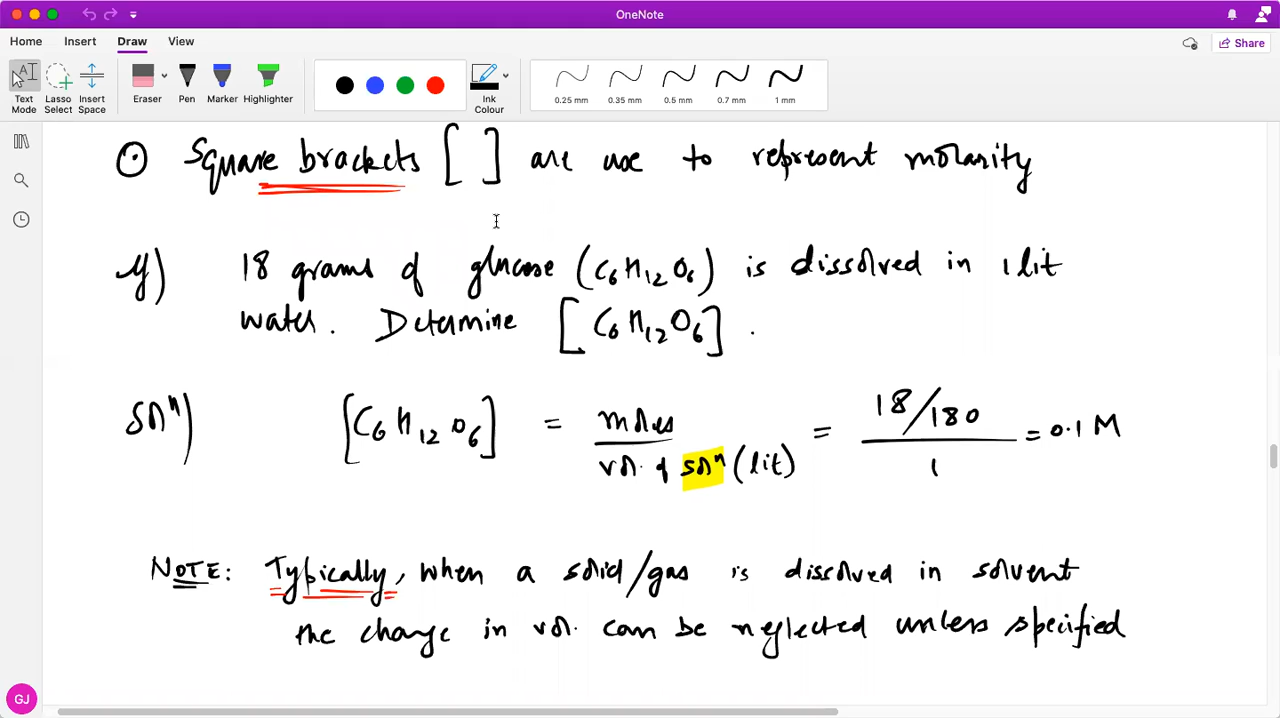 OneNote
Home Insert Draw View
Share
Text Mode
Lasso Select
Insert Space
Eraser
Pen
Marker
Highlighter
Ink Colour
0.25 mm
0.35 mm
0.5 mm
0.7 mm
1 mm
Square brackets [ ] are use to represent molarity
eg) 18 grams of glucose (C₆H₁₂O₆) is dissolved in 1 lit
water. Determine [C₆H₁₂O₆].
solⁿ) [C₆H₁₂O₆] = moles / vol. of solⁿ (lit) = 18/180 / 1 = 0.1 M
NOTE: Typically, when a solid/gas is dissolved in solvent
the change in vol. can be neglected unless specified
GJ